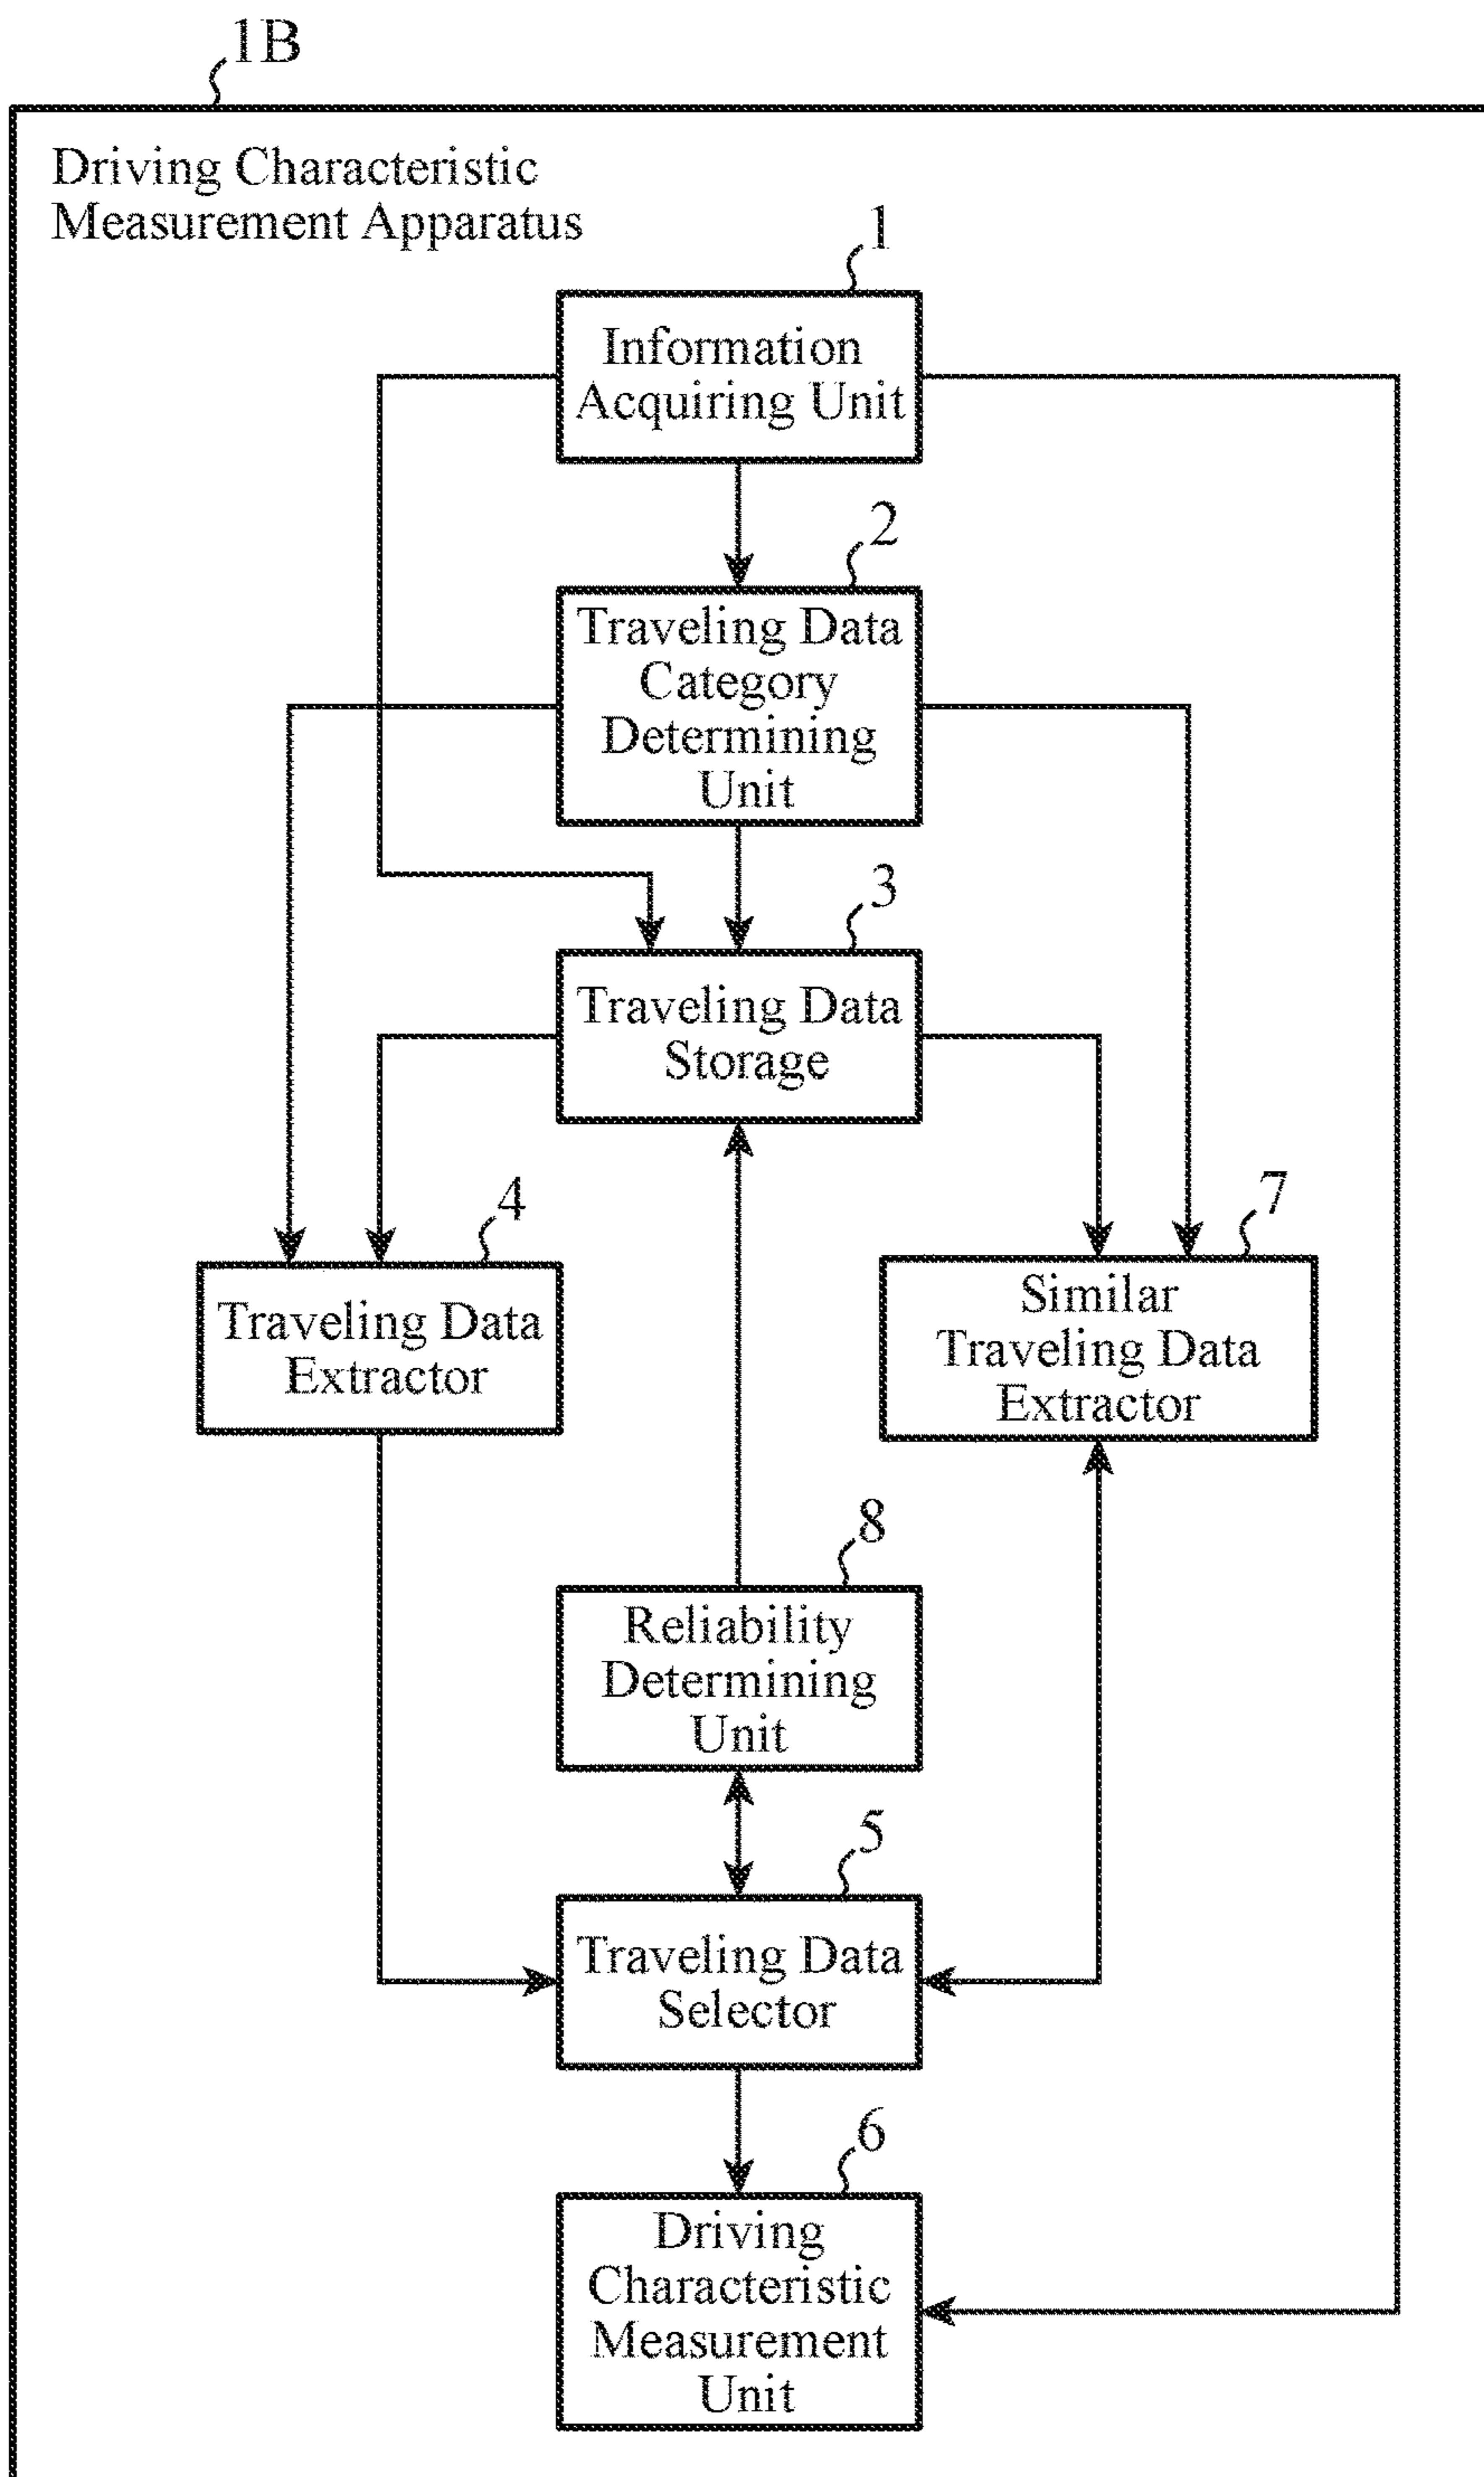 1B
Driving Characteristic
Measurement Apparatus
1
Information
Acquiring Unit
2
Traveling Data
Category
Determining
Unit
3
Traveling Data
Storage
4
Traveling Data
Extractor
7
Similar
Traveling Data
Extractor
8
Reliability
Determining
Unit
5
Traveling Data
Selector
6
Driving
Characteristic
Measurement
Unit